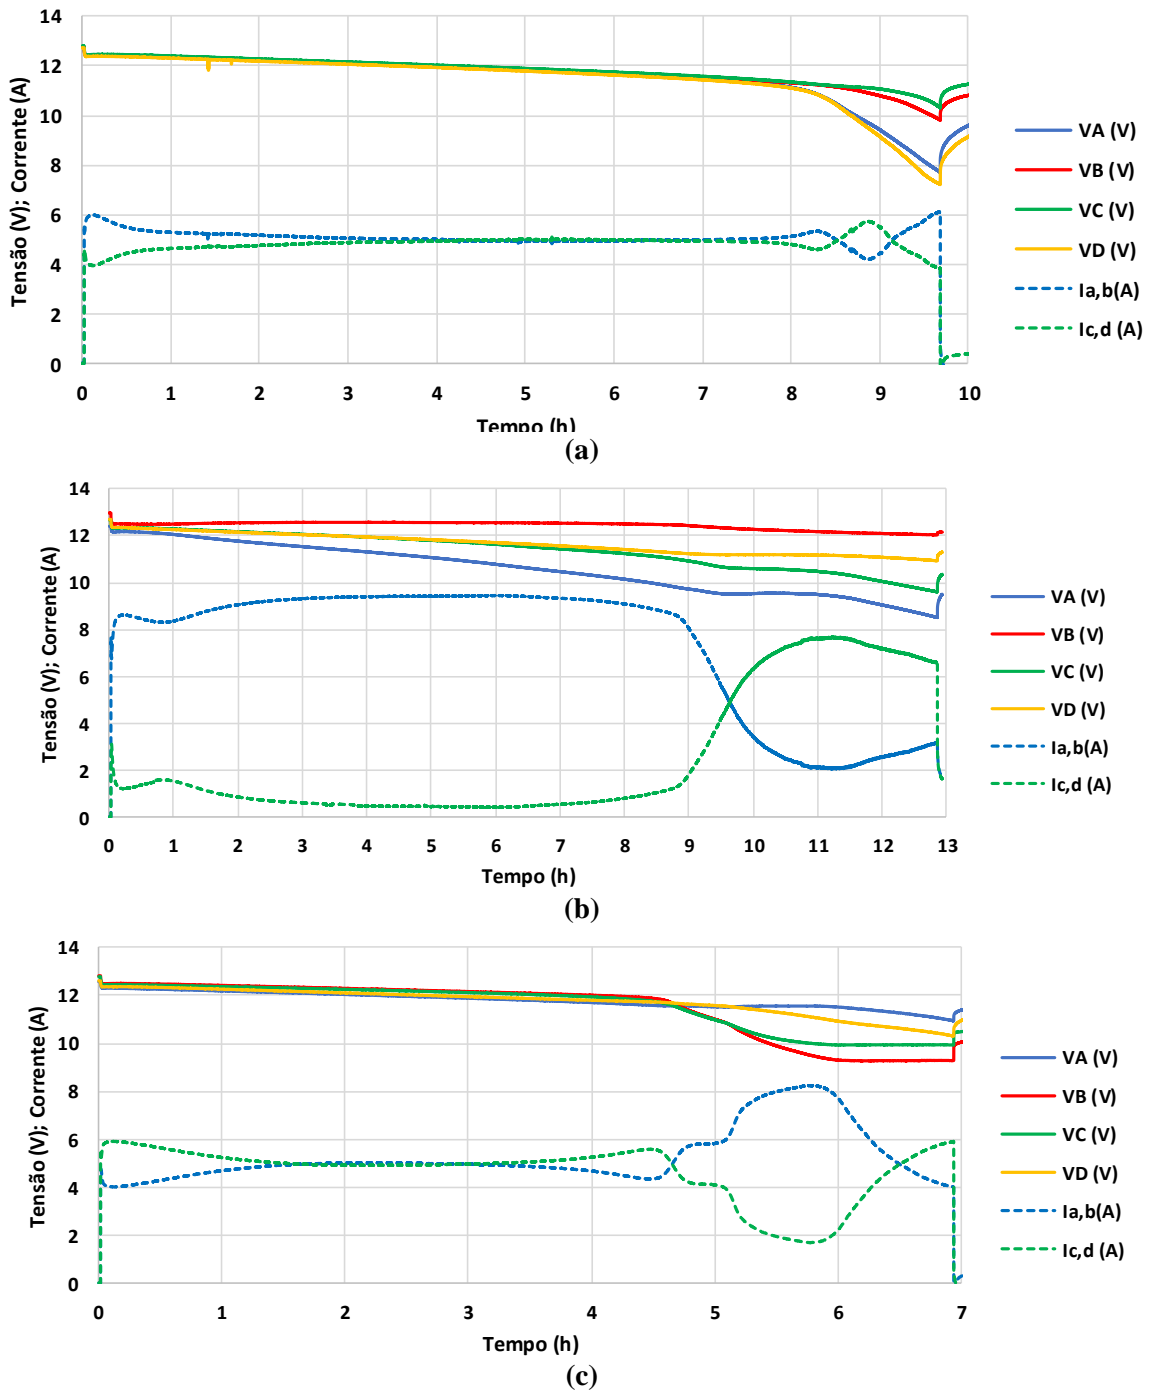 Tensão (V); Corrente (A)
14
12
10
8
6
4
2
0
0 1 2 3 4 5 6 7 8 9 10
Tempo (h)
VA (V)
VB (V)
VC (V)
VD (V)
Ia,b(A)
Ic,d (A)
(a)
Tensão (V); Corrente (A)
14
12
10
8
6
4
2
0
0 1 2 3 4 5 6 7 8 9 10 11 12 13
Tempo (h)
VA (V)
VB (V)
VC (V)
VD (V)
Ia,b(A)
Ic,d (A)
(b)
Tensão (V); Corrente (A)
14
12
10
8
6
4
2
0
0 1 2 3 4 5 6 7
Tempo (h)
VA (V)
VB (V)
VC (V)
VD (V)
Ia,b(A)
Ic,d (A)
(c)